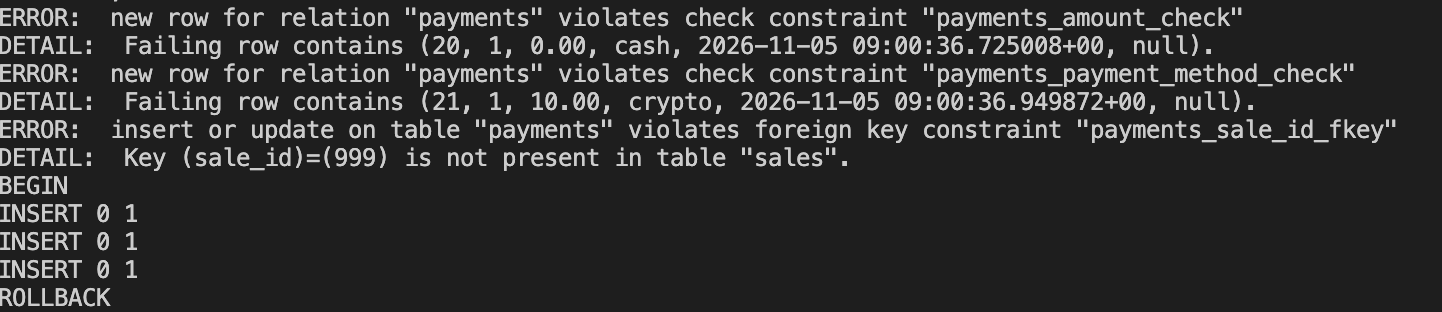 ERROR:  new row for relation "payments" violates check constraint "payments_amount_check"
DETAIL:  Failing row contains (20, 1, 0.00, cash, 2026-11-05 09:00:36.725008+00, null).
ERROR:  new row for relation "payments" violates check constraint "payments_payment_method_check"
DETAIL:  Failing row contains (21, 1, 10.00, crypto, 2026-11-05 09:00:36.949872+00, null).
ERROR:  insert or update on table "payments" violates foreign key constraint "payments_sale_id_fkey"
DETAIL:  Key (sale_id)=(999) is not present in table "sales".
BEGIN
INSERT 0 1
INSERT 0 1
INSERT 0 1
ROLLBACK